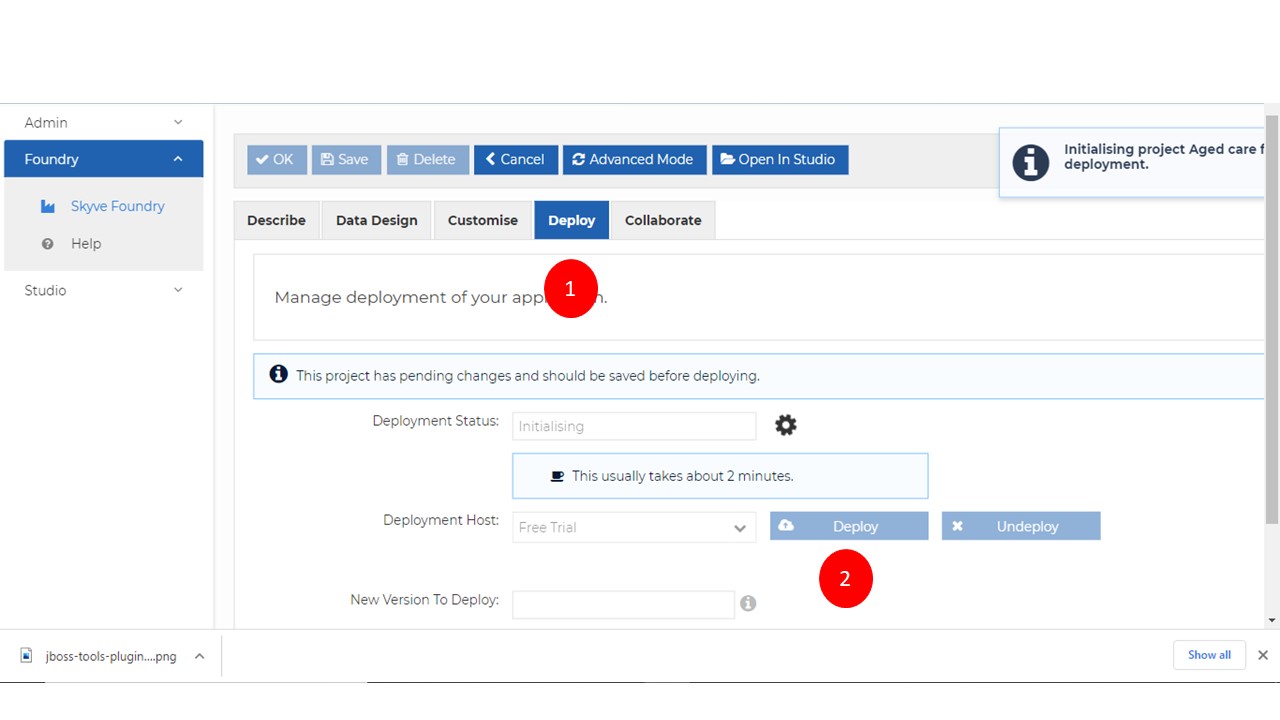 Admin
Foundry
Skyve Foundry
Help
Studio
OK Save Delete Cancel Advanced Mode Open In Studio
Initialising project Aged care
deployment.
Describe Data Design Customise Deploy Collaborate
1
Manage deployment of your
This project has pending changes and should be saved before deploying.
Deployment Status: Initialising
This usually takes about 2 minutes.
Deployment Host: Free Trial Deploy Undeploy
2
New Version To Deploy:
jboss-tools-plugin....png
Show all